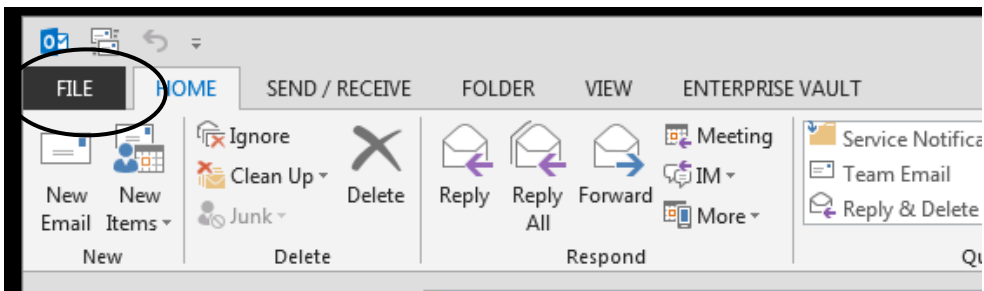 FILE HOME SEND / RECEIVE FOLDER VIEW ENTERPRISE VAULT
Ignore Meeting Service Notifica
Clean Up IM Team Email
New New Delete Reply Reply Forward
Email Items Junk All More Reply & Delete
New Delete Respond Qu